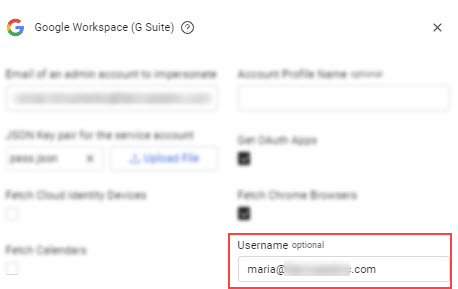 Google Workspace (G Suite)
Email of an admin account to impersonate
Account Profile Name optional
JSON Key pair for the service account
pass.json
Upload File
Get OAuth Apps
Fetch Cloud Identity Devices
Fetch Chrome Browsers
Fetch Calendars
Username optional
maria@ .com